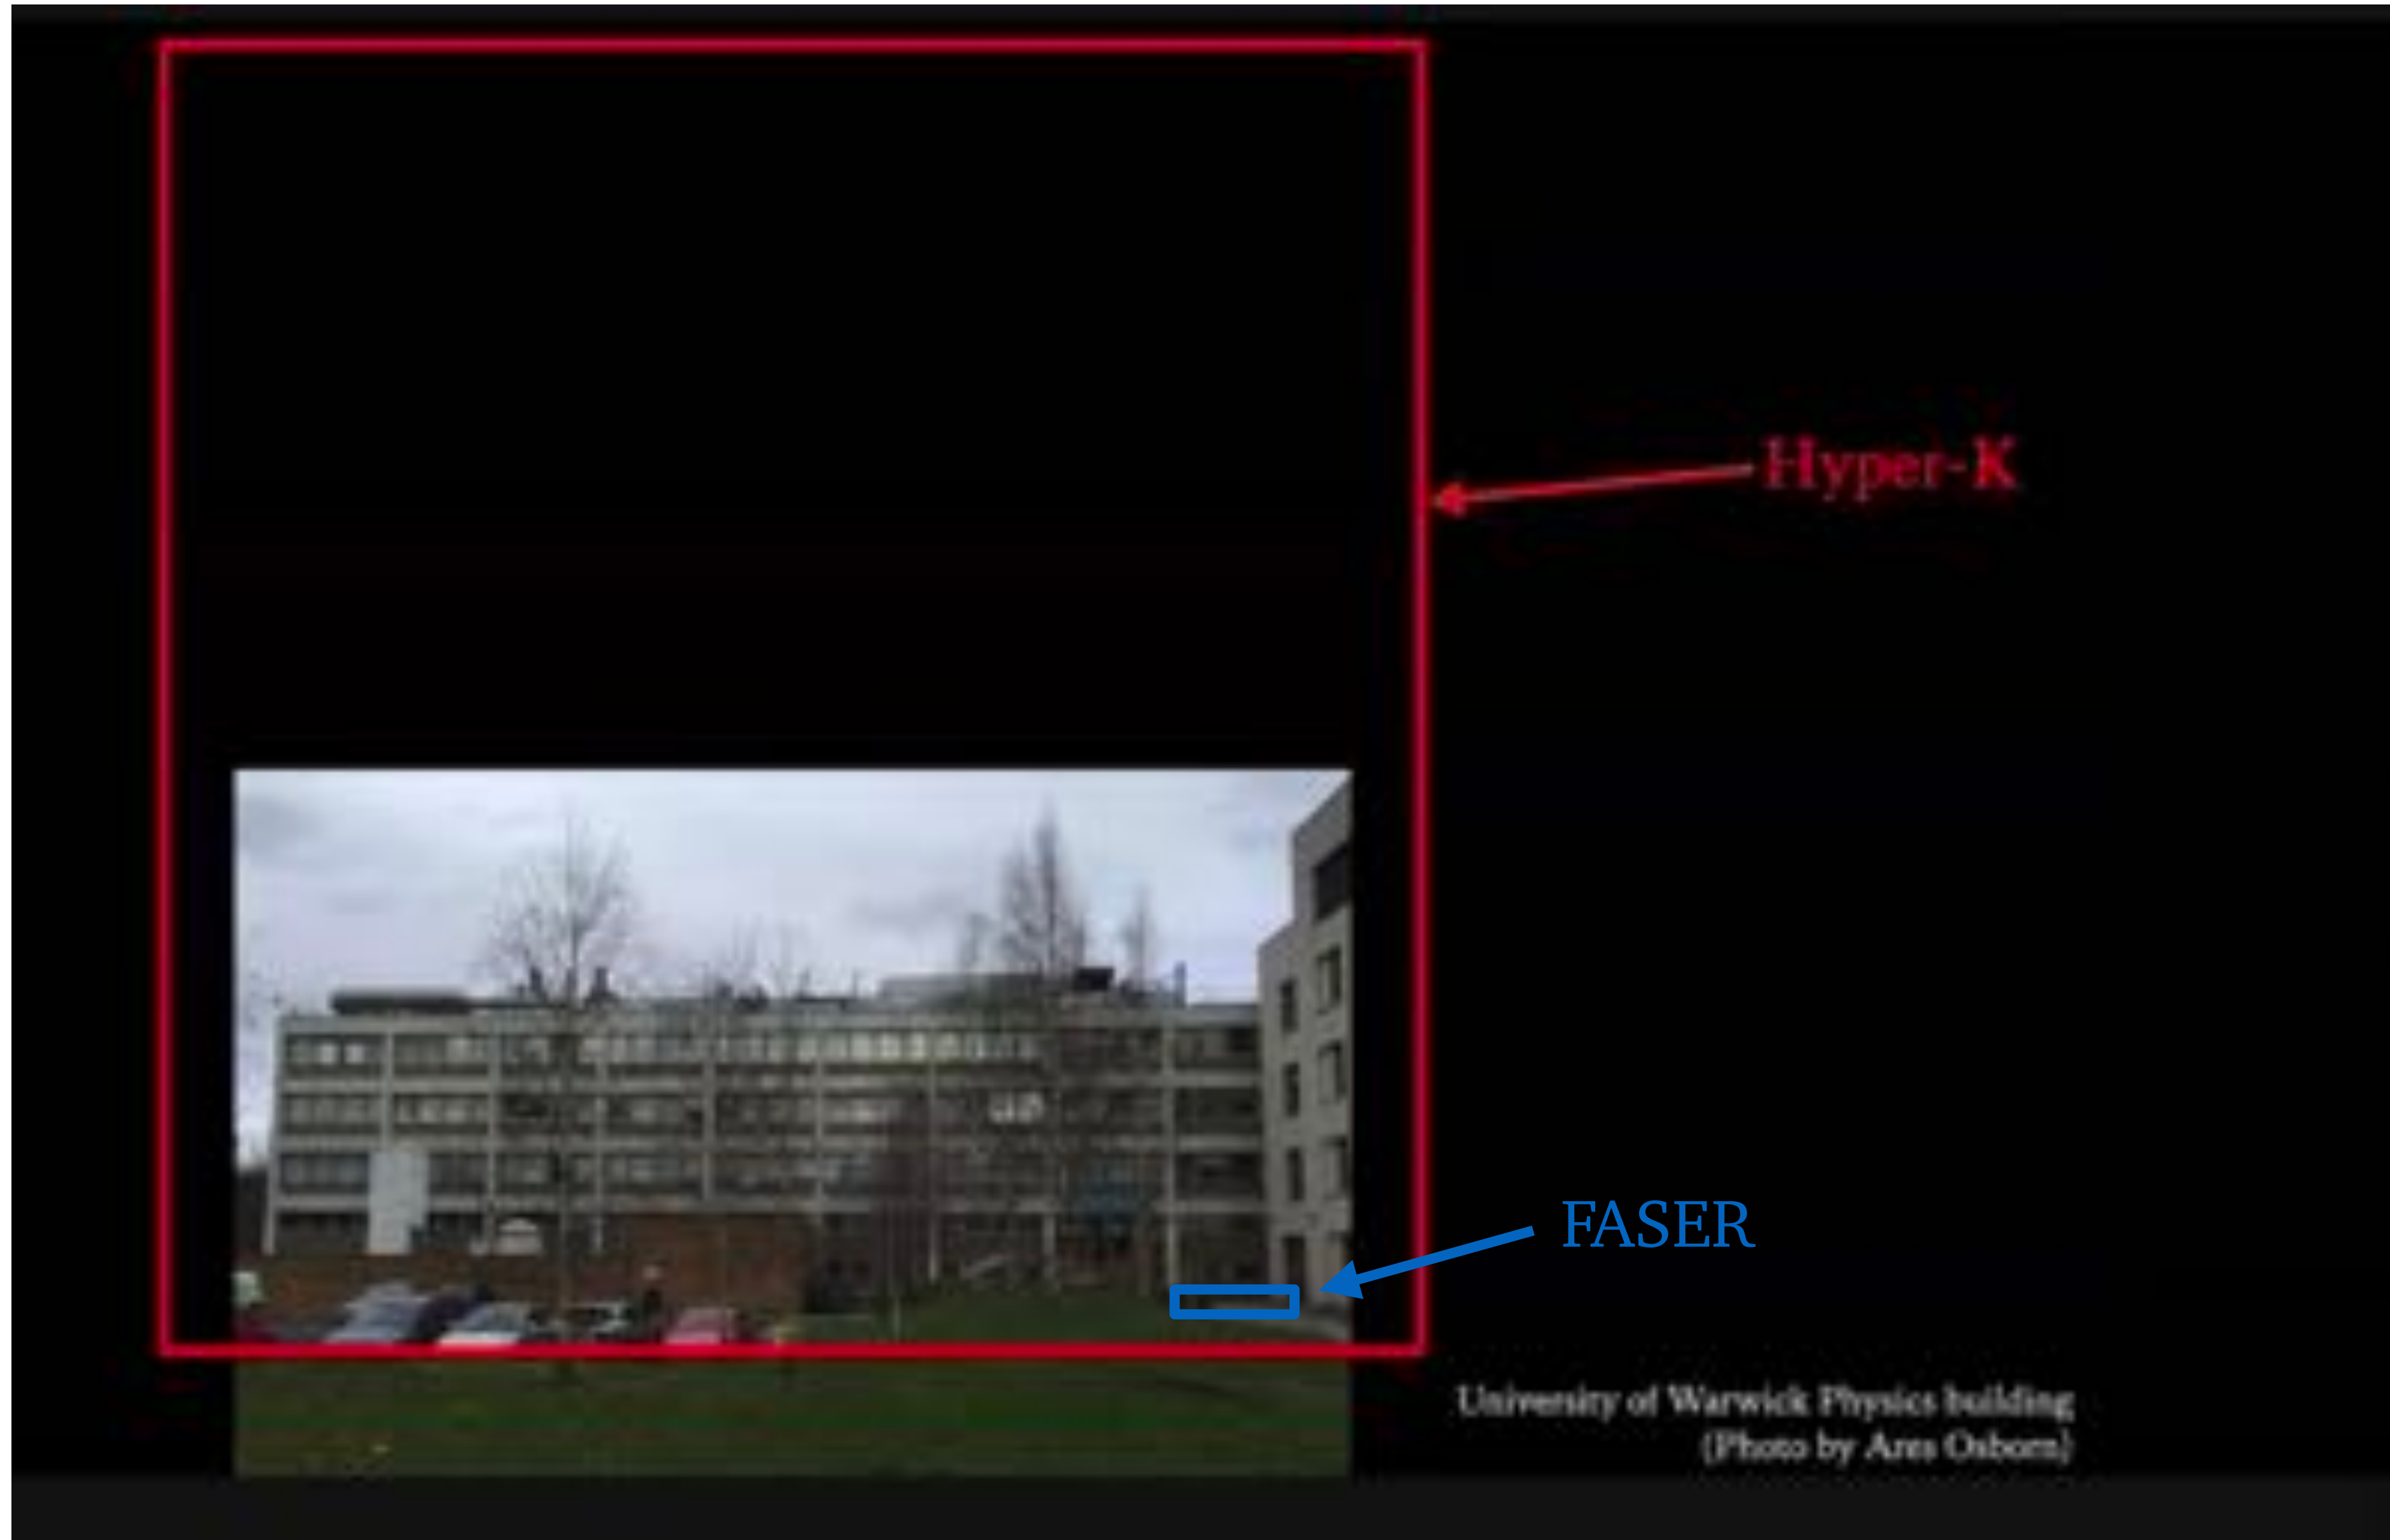 Hyper-K
FASER
University of Warwick Physics building
(Photo by Ares Osborn)